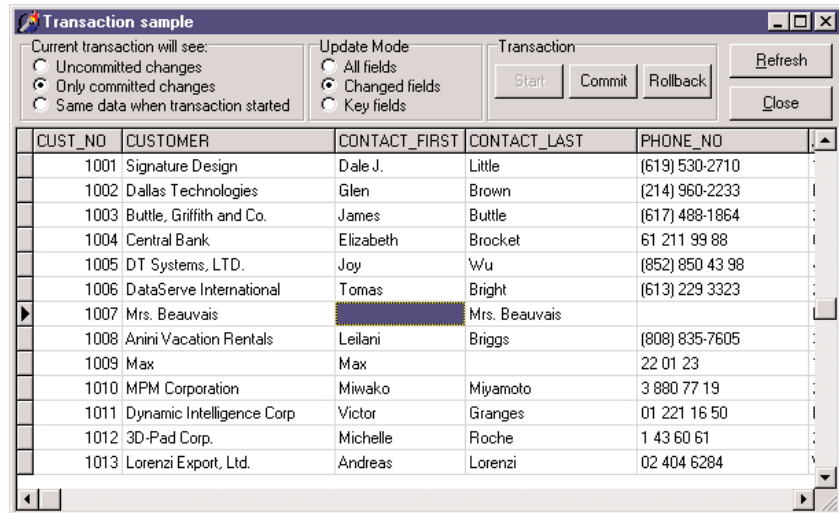 Transaction sample
Current transaction will see:
Uncommitted changes
Only committed changes
Same data when transaction started
Update Mode
All fields
Changed fields
Key fields
Transaction
Start Commit Rollback
Refresh
Close
CUST_NO CUSTOMER CONTACT_FIRST CONTACT_LAST PHONE_NO
1001 Signature Design Dale J. Little (619) 530-2710
1002 Dallas Technologies Glen Brown (214) 960-2233
1003 Buttle, Griffith and Co. James Buttle (617) 488-1864
1004 Central Bank Elizabeth Brocket 61 211 99 88
1005 DT Systems, LTD. Joy Wu (852) 850 43 98
1006 DataServe International Tomas Bright (613) 229 3323
1007 Mrs. Beauvais Mrs. Beauvais
1008 Anini Vacation Rentals Leilani Briggs (808) 835-7605
1009 Max Max 22 01 23
1010 MPM Corporation Miwako Miyamoto 3 880 77 19
1011 Dynamic Intelligence Corp Victor Granges 01 221 16 50
1012 3D-Pad Corp. Michelle Roche 1 43 60 61
1013 Lorenzi Export, Ltd. Andreas Lorenzi 02 404 6284